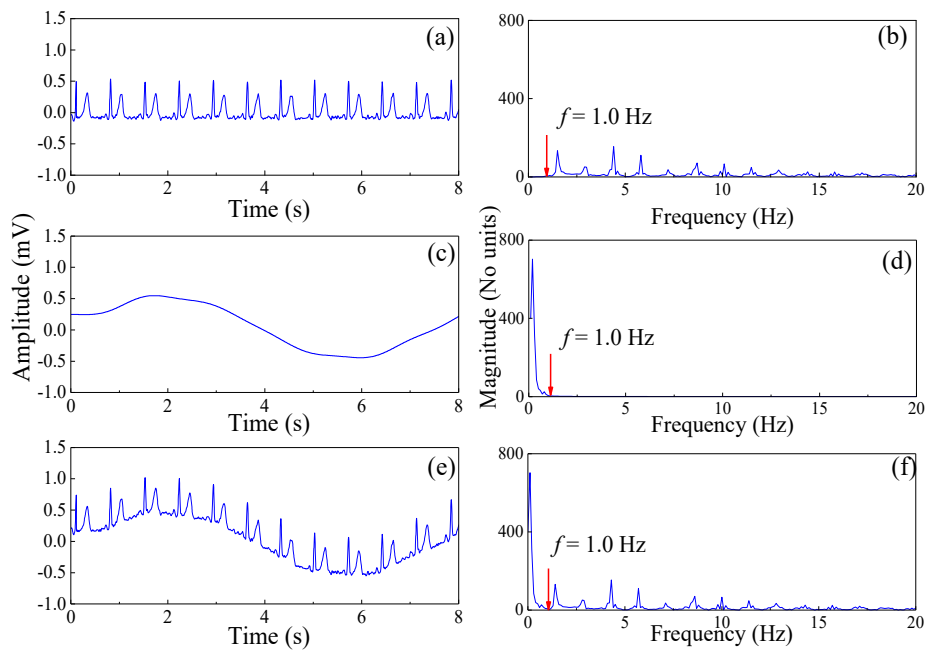 (a)
1.5
1.0
0.5
0.0
-0.5
-1.0
0 2 4 6 8
Time (s)
(b)
800
400
0
f = 1.0 Hz
0 5 10 15 20
Frequency (Hz)
Amplitude (mV)
(c)
1.5
1.0
0.5
0.0
-0.5
-1.0
0 2 4 6 8
Time (s)
Magnitude (No units)
(d)
800
400
0
f = 1.0 Hz
0 5 10 15 20
Frequency (Hz)
(e)
1.5
1.0
0.5
0.0
-0.5
-1.0
0 2 4 6 8
Time (s)
(f)
800
400
0
f = 1.0 Hz
0 5 10 15 20
Frequency (Hz)